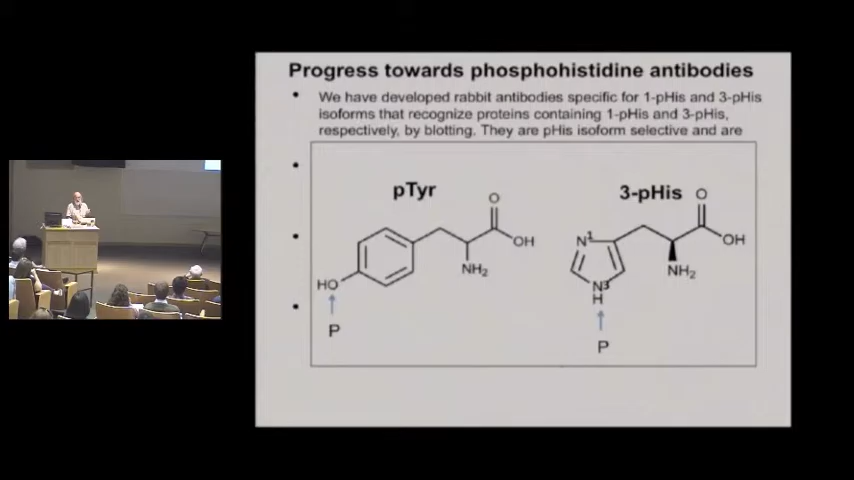 Progress towards phosphohistidine antibodies
• We have developed rabbit antibodies specific for 1-pHis and 3-pHis
isoforms that recognize proteins containing 1-pHis and 3-pHis,
respectively, by blotting. They are pHis isoform selective and are
pTyr
3-pHis
O
O
OH
NH2
HO
P
N1
OH
NH2
N3
H
P